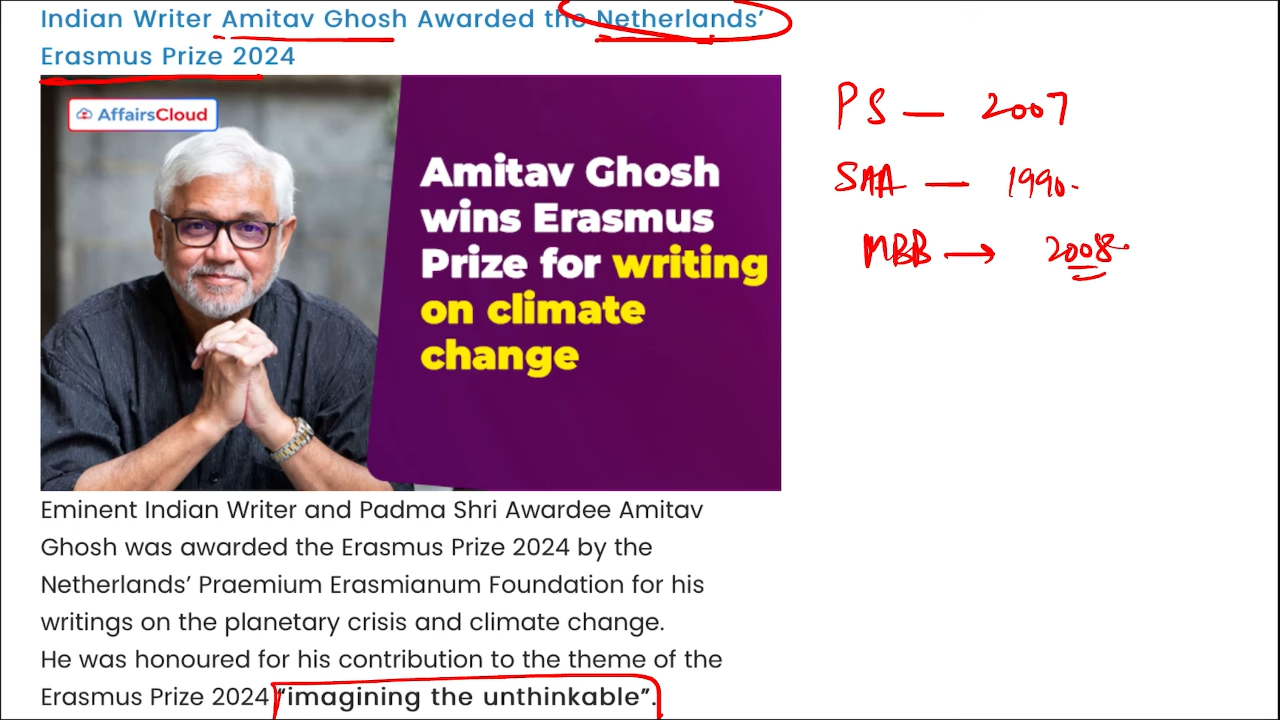 Indian Writer Amitav Ghosh Awarded the Netherlands’
Erasmus Prize 2024
AffairsCloud
Amitav Ghosh
wins Erasmus
Prize for writing
on climate
change
Eminent Indian Writer and Padma Shri Awardee Amitav
Ghosh was awarded the Erasmus Prize 2024 by the
Netherlands’ Praemium Erasmianum Foundation for his
writings on the planetary crisis and climate change.
He was honoured for his contribution to the theme of the
Erasmus Prize 2024 “imagining the unthinkable”.
PS — 2007
SAA — 1990.
MBB → 2008